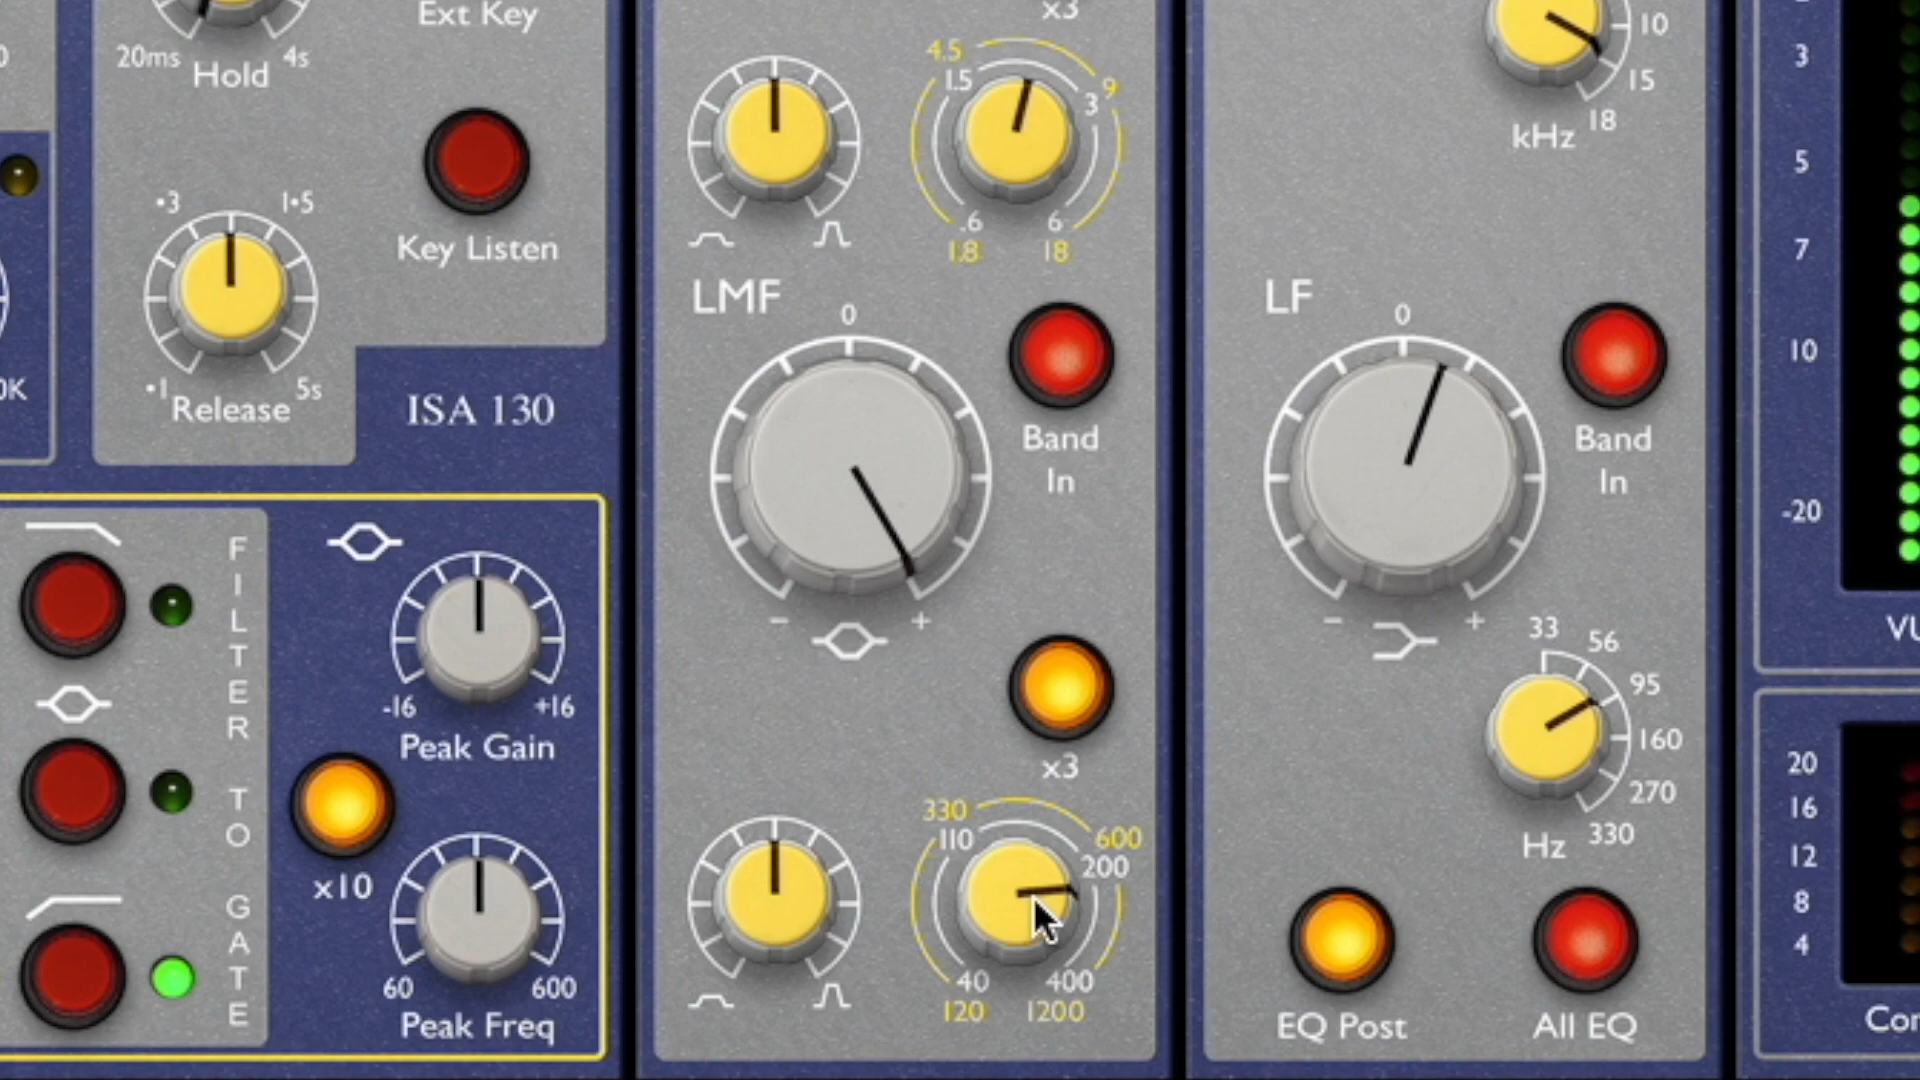 20ms
4s
Hold
Ext Key
•3
1•5
Key Listen
•1
5s
Release
ISA 130
FILTER TO GATE
-16
+16
Peak Gain
x10
60
600
Peak Freq
x3
4.5
1.5
9
3
.6
6
1.8
18
LMF
0
Band
In
−
+
x3
330
110
600
200
40
400
120
1200
10
15
18
kHz
LF
0
Band
In
−
+
33
56
95
160
270
330
Hz
EQ Post
All EQ
3
5
7
10
-20
20
16
12
8
4